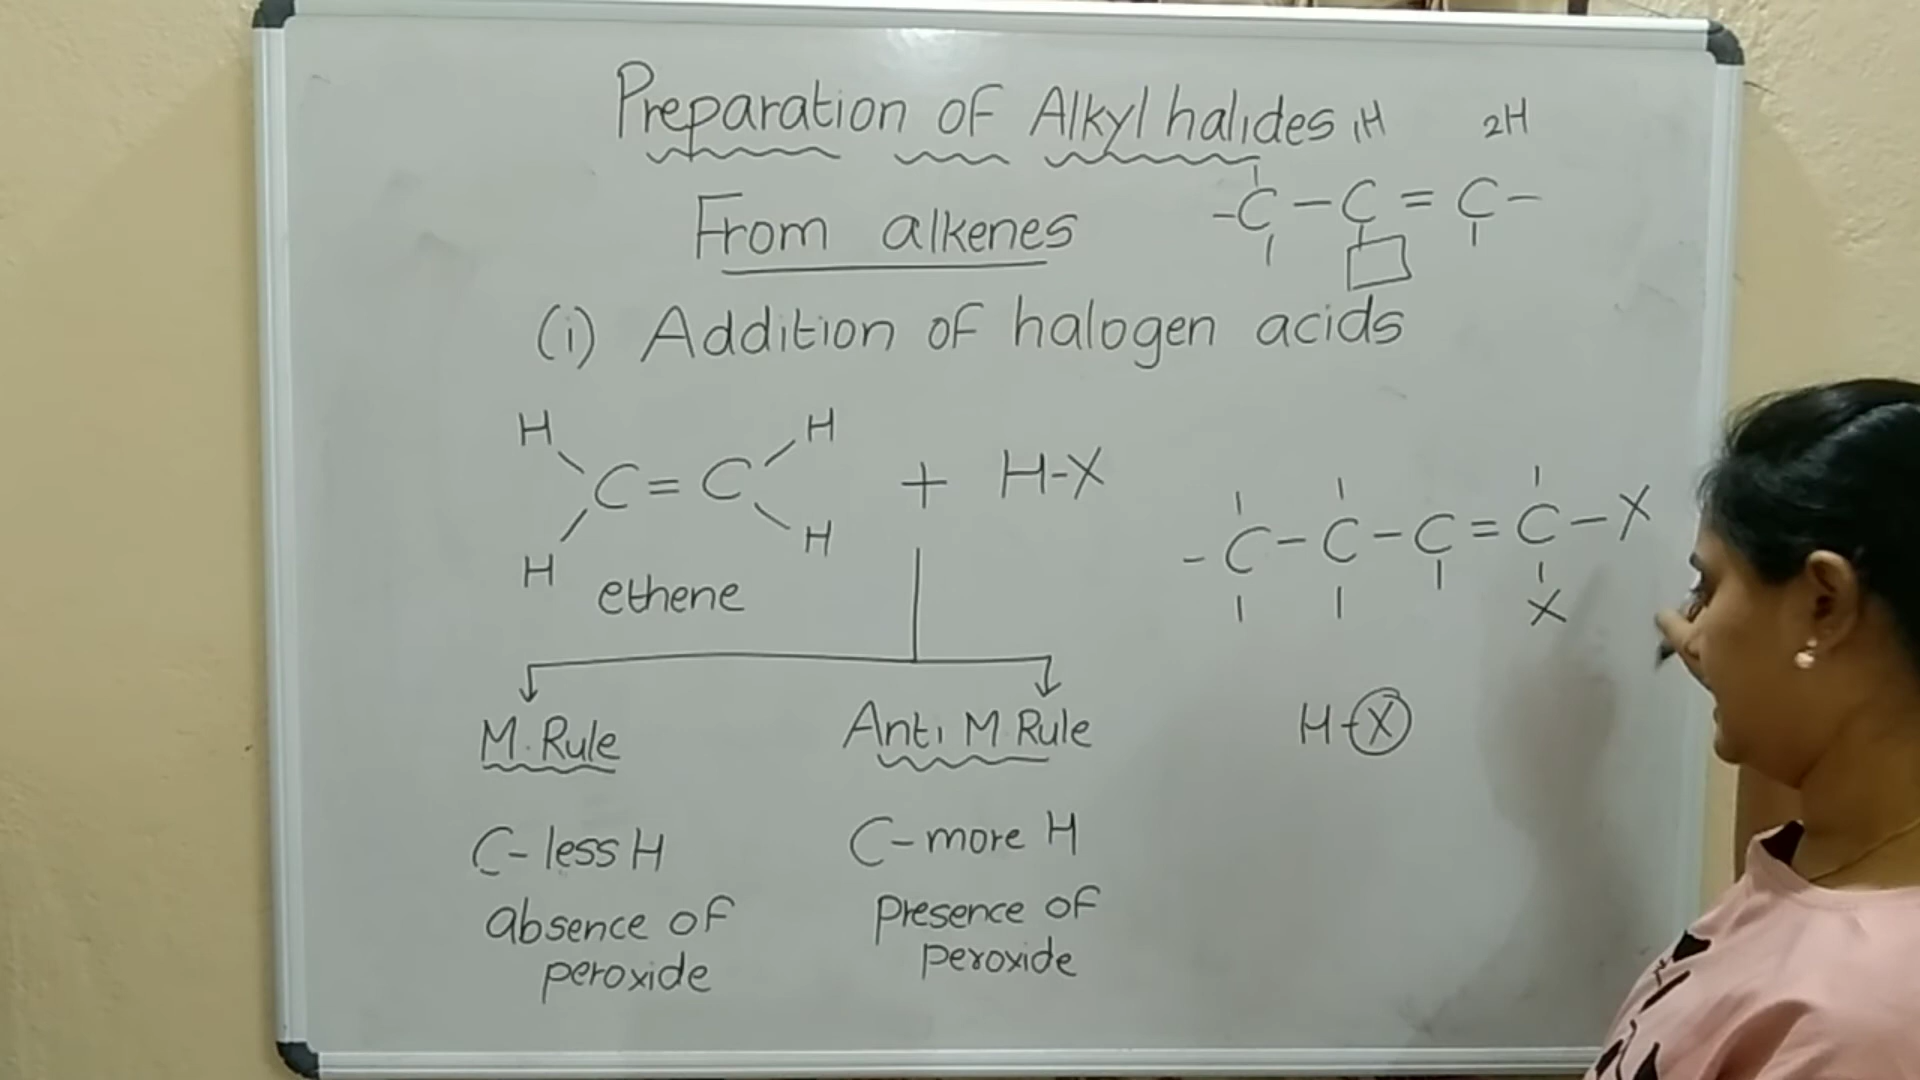 Preparation of Alkyl halides
1H 2H
From alkenes
-C-C=C-
(i) Addition of halogen acids
H H
C=C + H-X
H H
ethene
-C-C-C=C-X
X
M. Rule Anti M Rule
H-X
C-less H C-more H
absence of presence of
peroxide peroxide